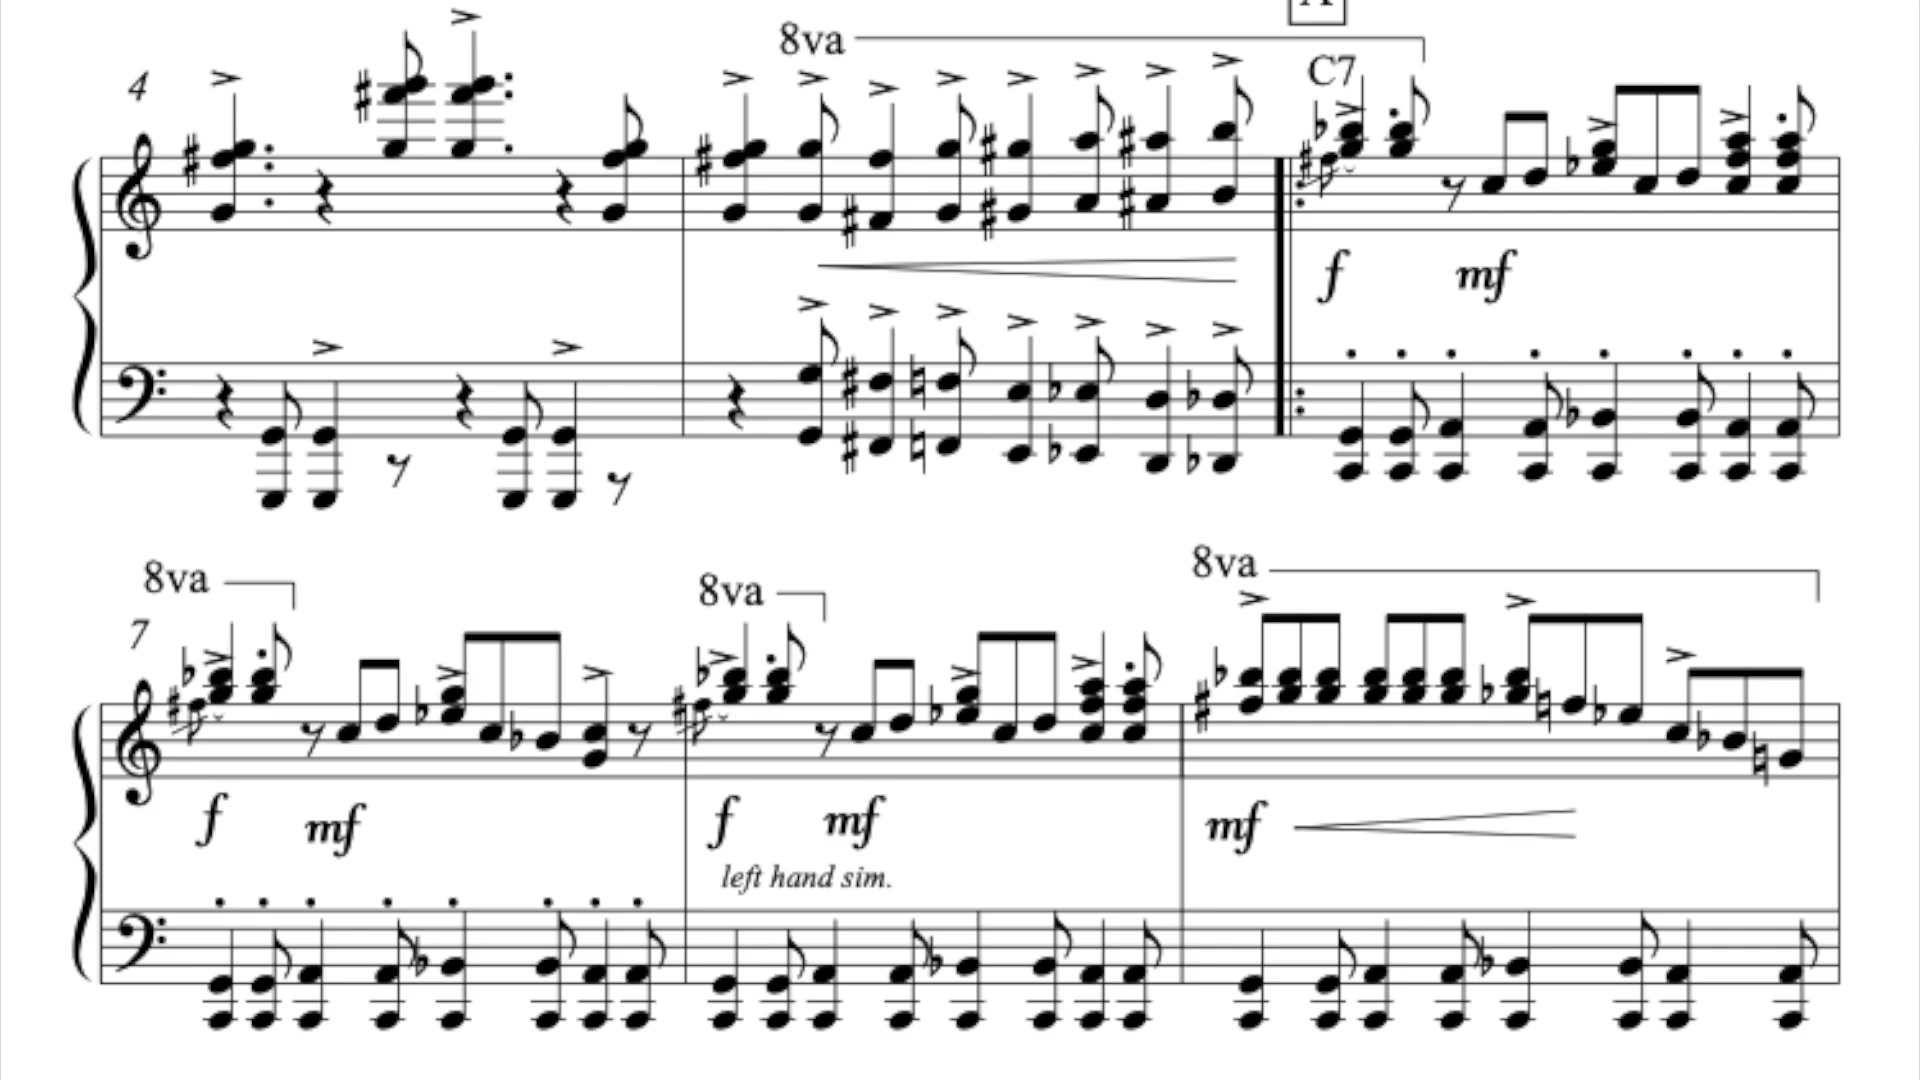 A
8va
C7
4
f mf
8va 8va 8va
7
f mf f mf mf
left hand sim.